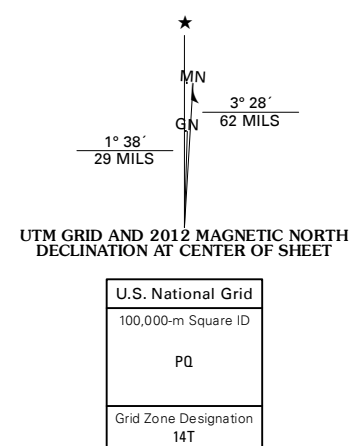 ★
MN
3° 28´
62 MILS
GN
1° 38´
29 MILS
UTM GRID AND 2012 MAGNETIC NORTH
DECLINATION AT CENTER OF SHEET
U.S. National Grid
100,000-m Square ID
PQ
Grid Zone Designation
14T